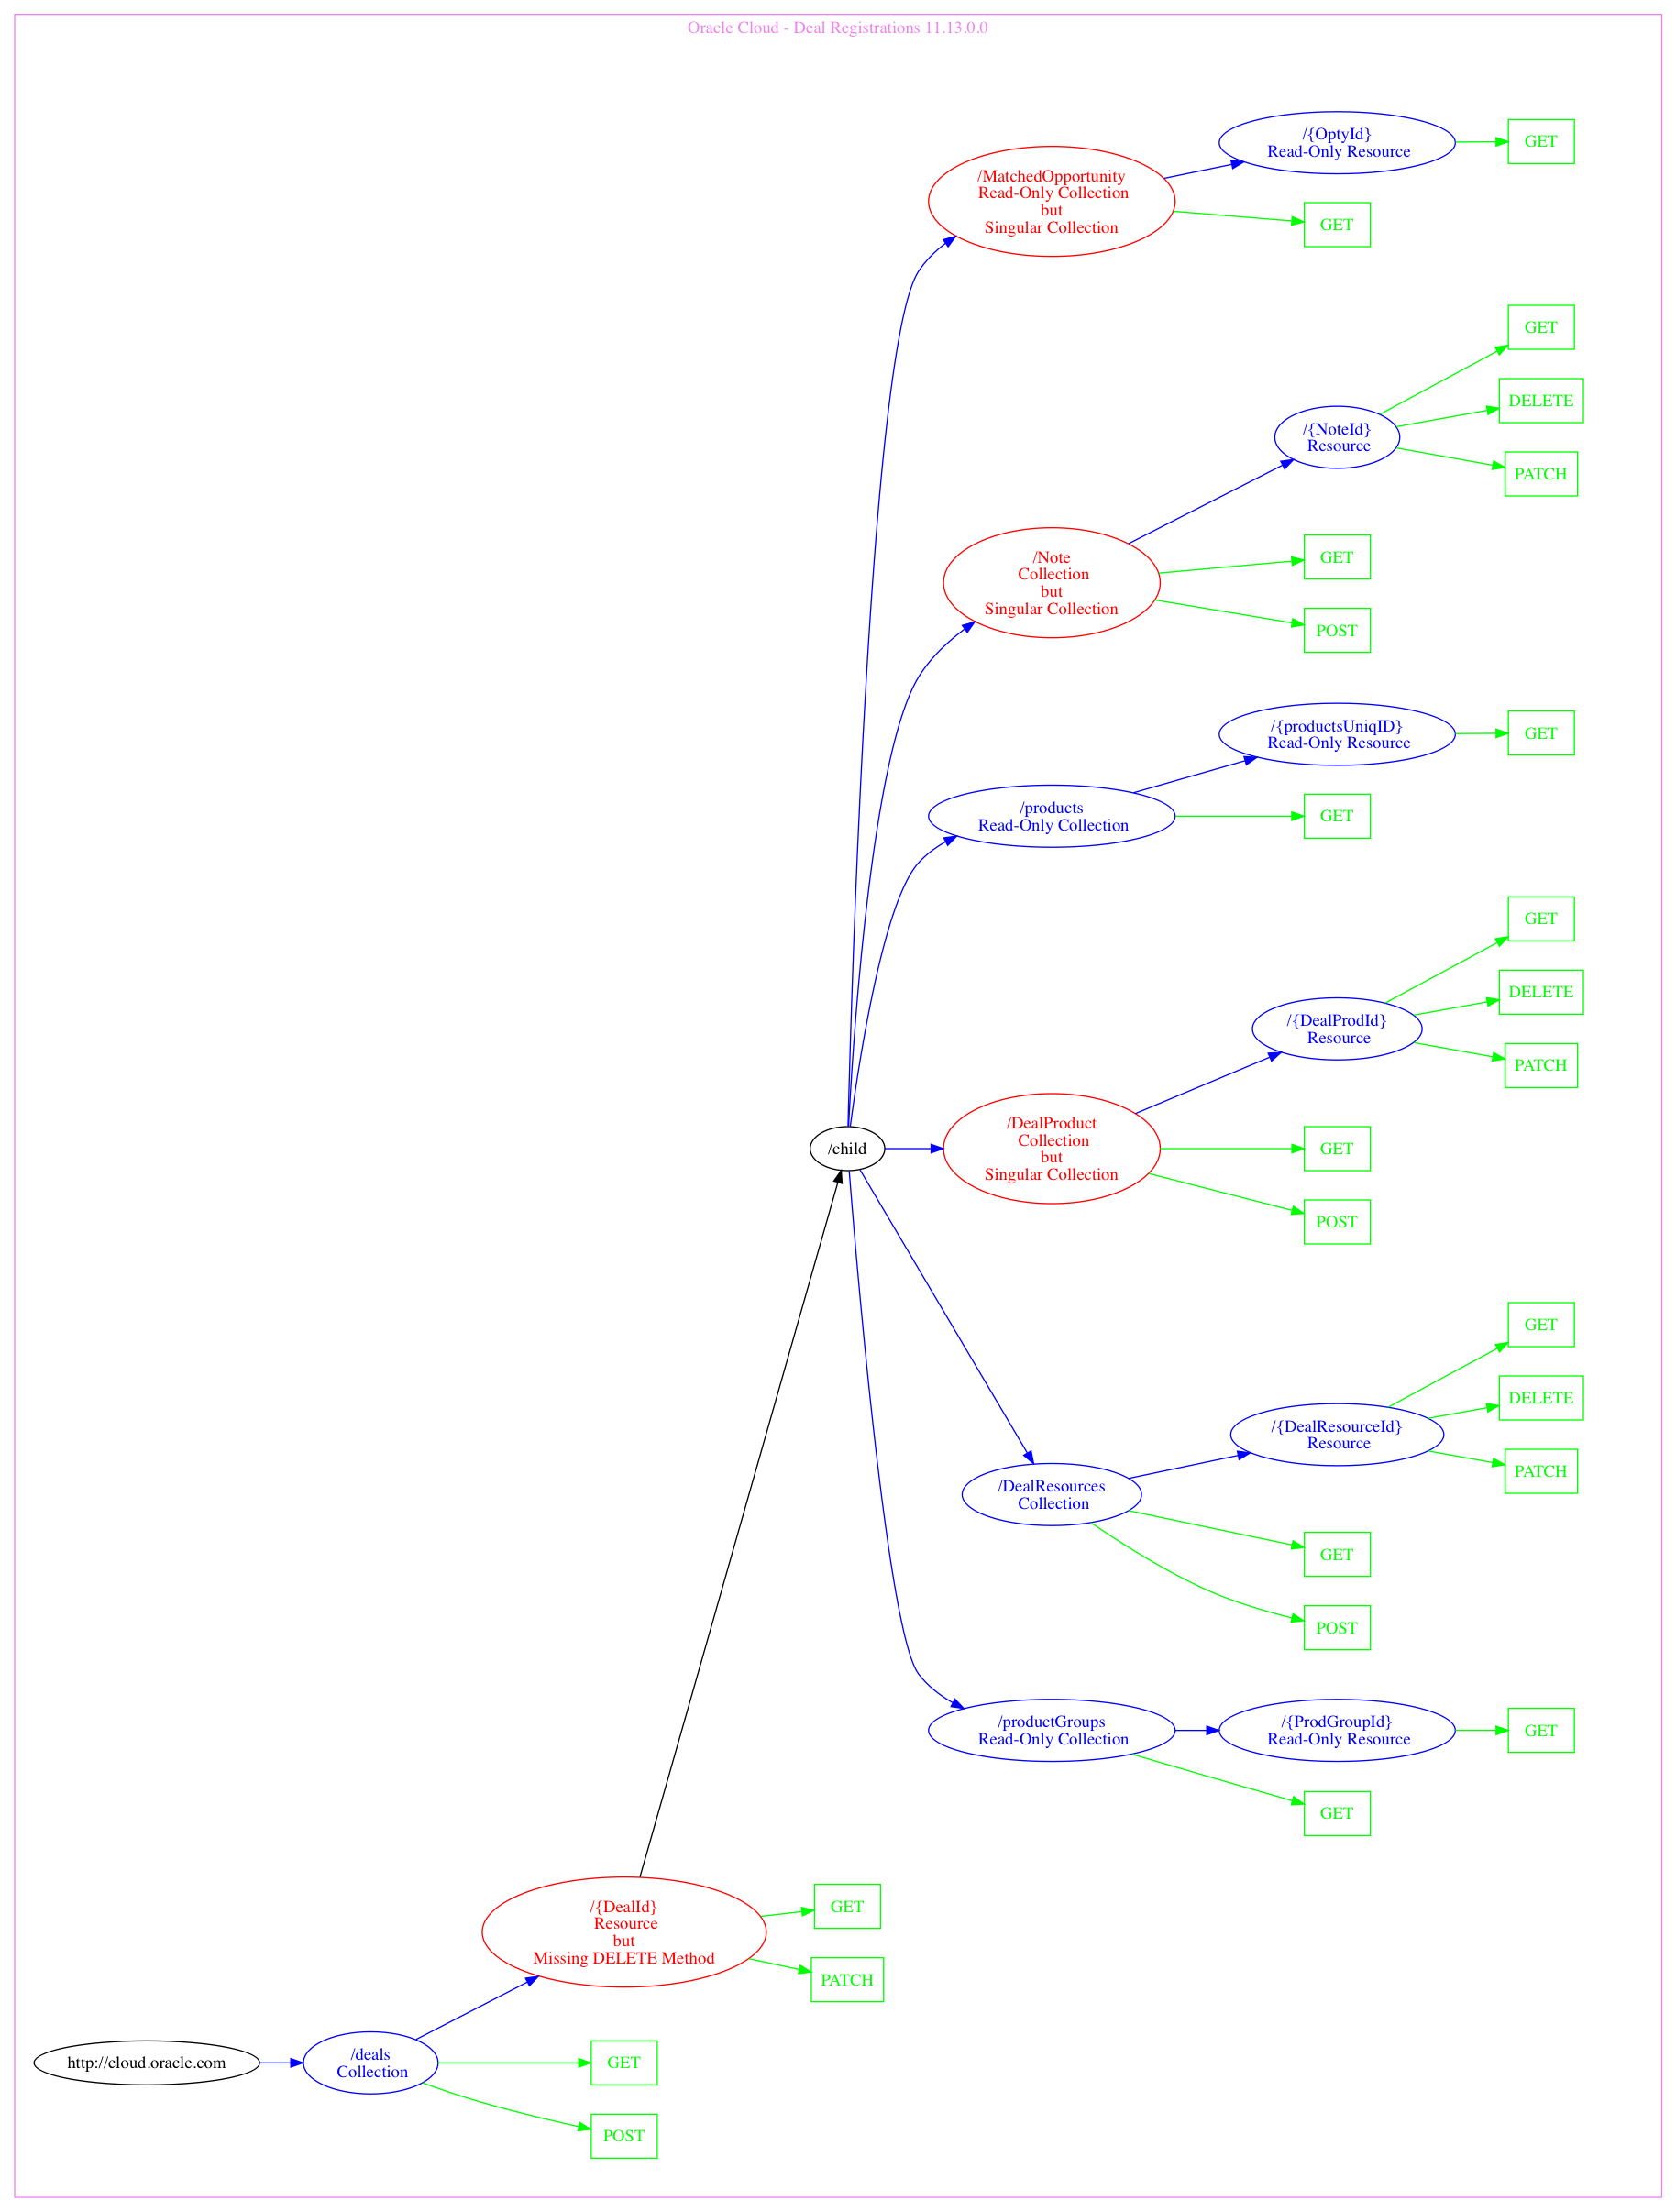 Oracle Cloud - Deal Registrations 11.13.0.0
/{OptyId}
Read-Only Resource
GET
/MatchedOpportunity
Read-Only Collection
but
Singular Collection
GET
GET
/{NoteId}
Resource
DELETE
PATCH
/Note
Collection
but
Singular Collection
GET
POST
/{productsUniqID}
Read-Only Resource
GET
/products
Read-Only Collection
GET
GET
/{DealProdId}
Resource
DELETE
PATCH
/child
/DealProduct
Collection
but
Singular Collection
GET
POST
GET
/{DealResourceId}
Resource
DELETE
PATCH
/DealResources
Collection
GET
POST
/productGroups
Read-Only Collection
/{ProdGroupId}
Read-Only Resource
GET
GET
/{DealId}
Resource
but
Missing DELETE Method
GET
PATCH
http://cloud.oracle.com
/deals
Collection
GET
POST